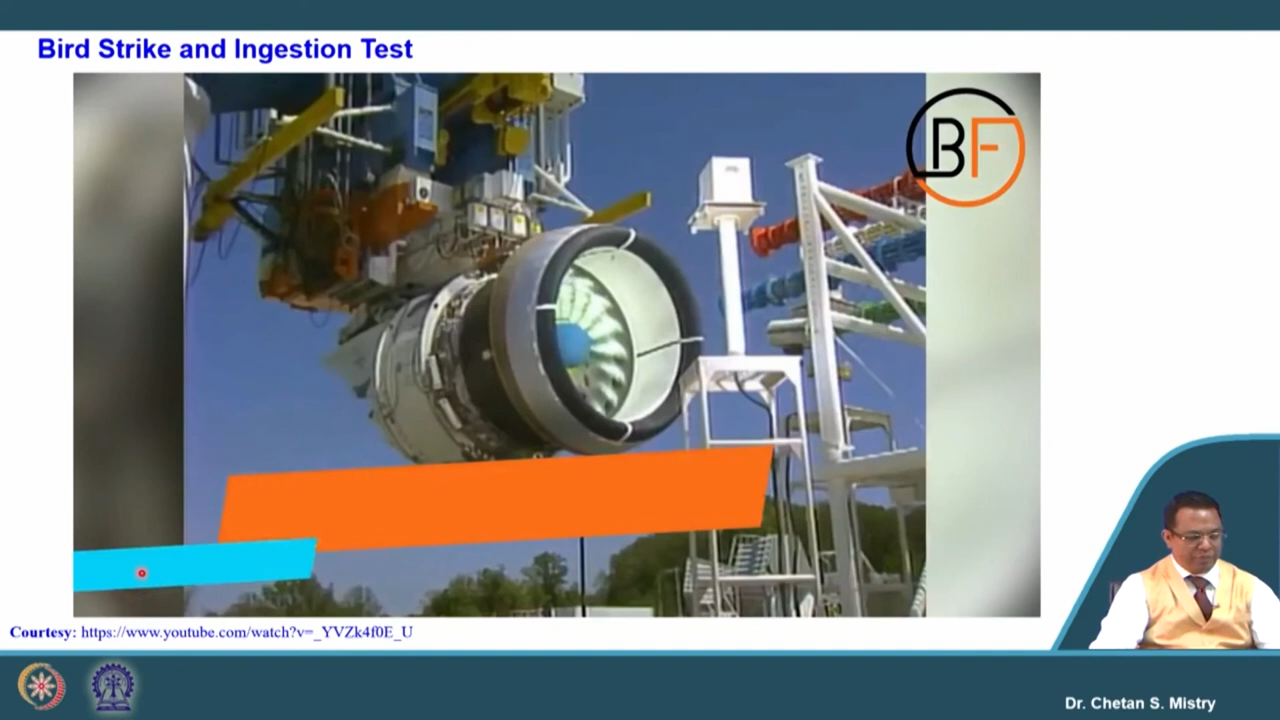 Bird Strike and Ingestion Test
BF
Courtesy: https://www.youtube.com/watch?v=_YVZk4f0E_U
Dr. Chetan S. Mistry